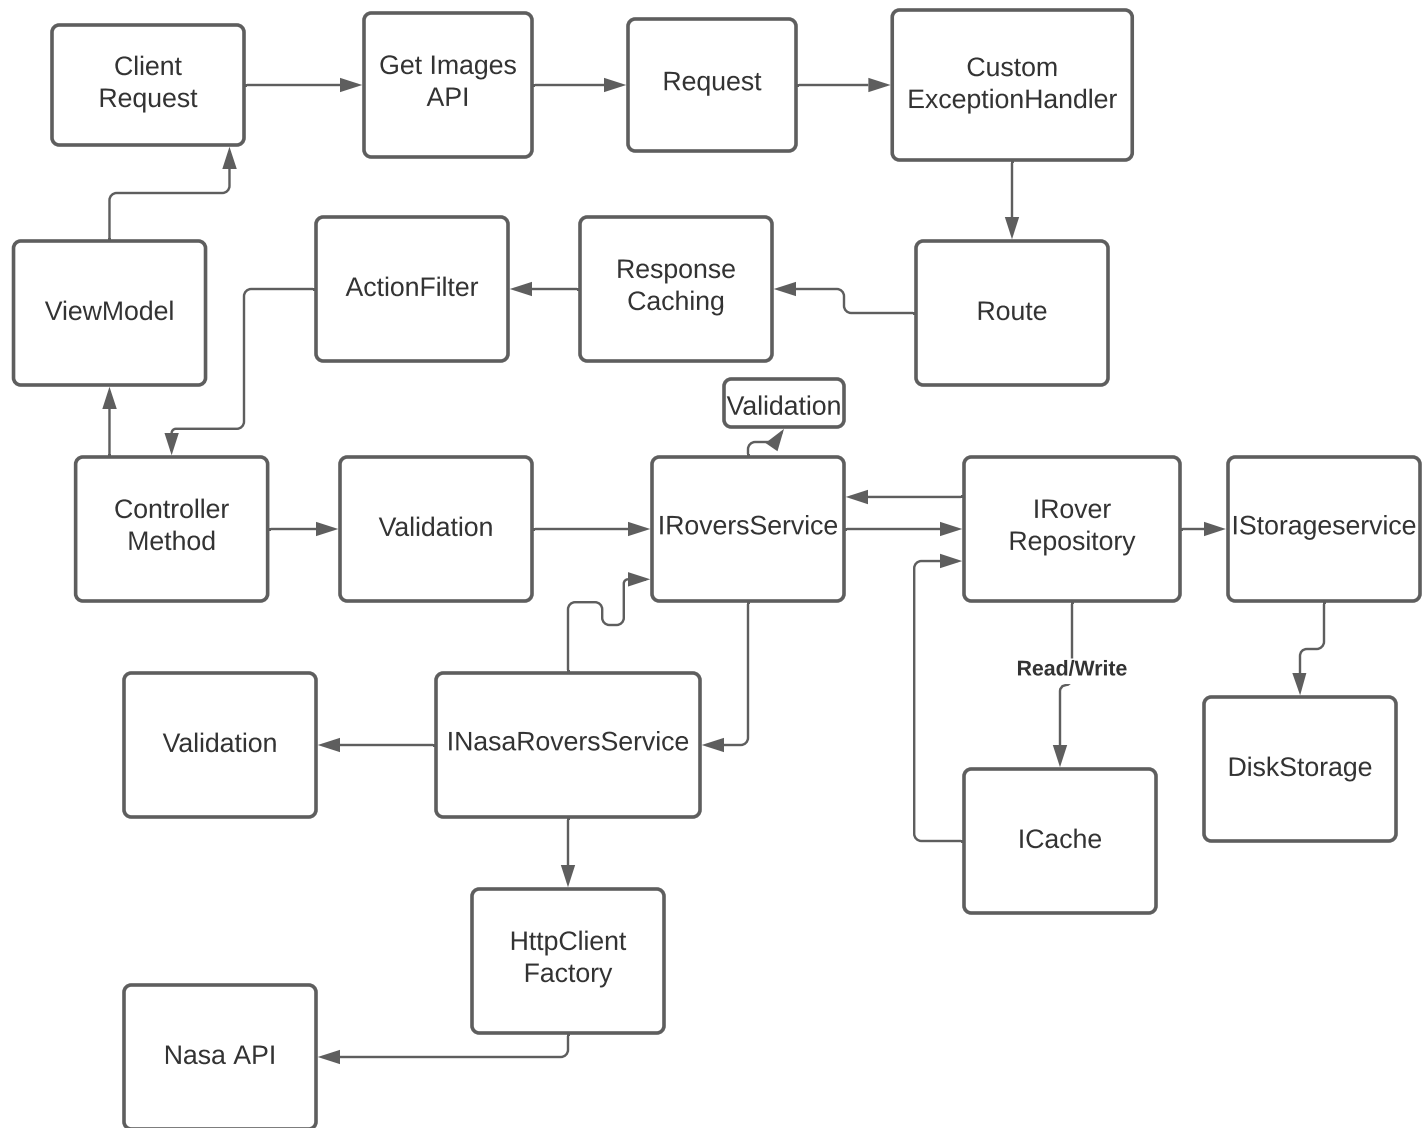 Client
Request
Get Images
API
Request
Custom
ExceptionHandler
ViewModel
ActionFilter
Response
Caching
Route
Validation
Controller
Method
Validation
IRoversService
IRover
Repository
IStorageservice
Read/Write
Validation
INasaRoversService
DiskStorage
ICache
HttpClient
Factory
Nasa API